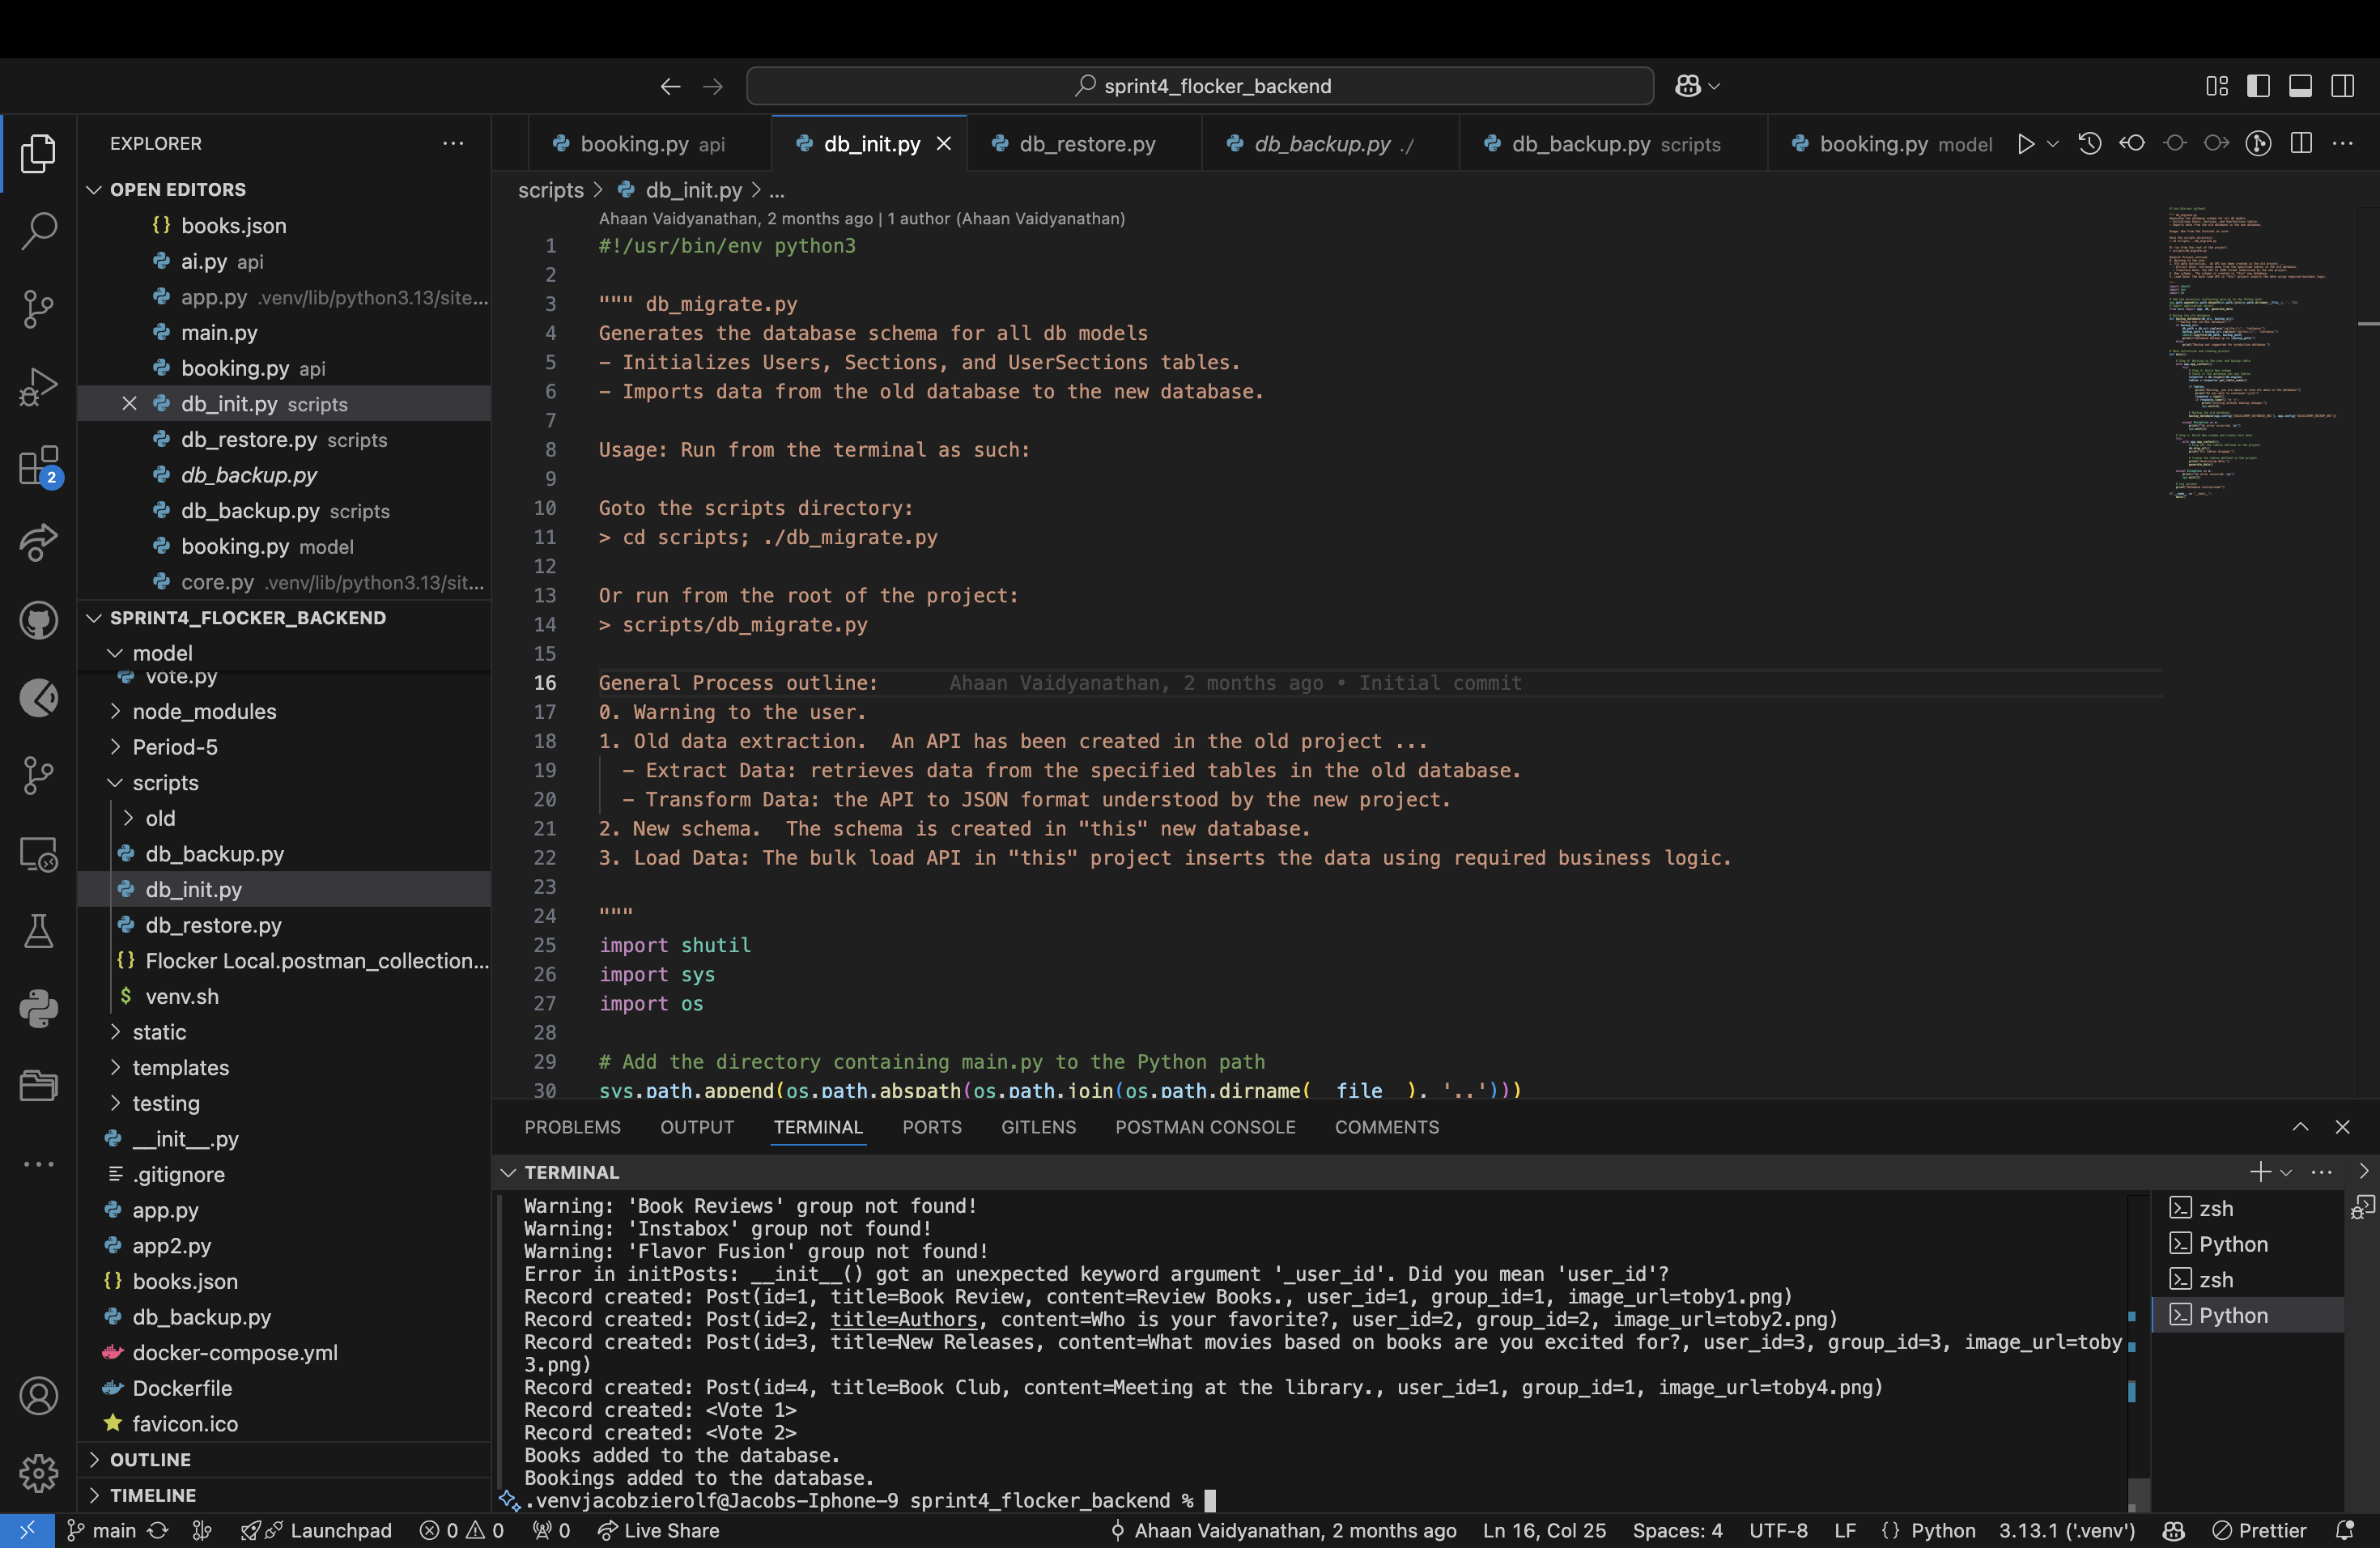 sprint4_flocker_backend
EXPLORER
OPEN EDITORS
books.json
ai.py api
app.py .venv/lib/python3.13/site...
main.py
booking.py api
db_init.py scripts
db_restore.py scripts
db_backup.py
db_backup.py scripts
booking.py model
core.py .venv/lib/python3.13/sit...
SPRINT4_FLOCKER_BACKEND
model
vote.py
node_modules
Period-5
scripts
old
db_backup.py
db_init.py
db_restore.py
Flocker Local.postman_collection...
venv.sh
static
templates
testing
__init__.py
.gitignore
app.py
app2.py
books.json
db_backup.py
docker-compose.yml
Dockerfile
favicon.ico
OUTLINE
TIMELINE
2
booking.py api
db_init.py
db_restore.py
db_backup.py ./
db_backup.py scripts
booking.py model
scripts > db_init.py > ...
Ahaan Vaidyanathan, 2 months ago | 1 author (Ahaan Vaidyanathan)
1 #!/usr/bin/env python3
2
3 """ db_migrate.py
4 Generates the database schema for all db models
5 - Initializes Users, Sections, and UserSections tables.
6 - Imports data from the old database to the new database.
7
8 Usage: Run from the terminal as such:
9
10 Goto the scripts directory:
11 > cd scripts; ./db_migrate.py
12
13 Or run from the root of the project:
14 > scripts/db_migrate.py
15
16 General Process outline: Ahaan Vaidyanathan, 2 months ago • Initial commit
17 0. Warning to the user.
18 1. Old data extraction.  An API has been created in the old project ...
19   - Extract Data: retrieves data from the specified tables in the old database.
20   - Transform Data: the API to JSON format understood by the new project.
21 2. New schema.  The schema is created in "this" new database.
22 3. Load Data: The bulk load API in "this" project inserts the data using required business logic.
23
24 """
25 import shutil
26 import sys
27 import os
28
29 # Add the directory containing main.py to the Python path
30 sys.path.append(os.path.abspath(os.path.join(os.path.dirname(__file__), '..')))
PROBLEMS OUTPUT TERMINAL PORTS GITLENS POSTMAN CONSOLE COMMENTS
TERMINAL
Warning: 'Book Reviews' group not found!
Warning: 'Instabox' group not found!
Warning: 'Flavor Fusion' group not found!
Error in initPosts: __init__() got an unexpected keyword argument '_user_id'. Did you mean 'user_id'?
Record created: Post(id=1, title=Book Review, content=Review Books., user_id=1, group_id=1, image_url=toby1.png)
Record created: Post(id=2, title=Authors, content=Who is your favorite?, user_id=2, group_id=2, image_url=toby2.png)
Record created: Post(id=3, title=New Releases, content=What movies based on books are you excited for?, user_id=3, group_id=3, image_url=toby
3.png)
Record created: Post(id=4, title=Book Club, content=Meeting at the library., user_id=1, group_id=1, image_url=toby4.png)
Record created: <Vote 1>
Record created: <Vote 2>
Books added to the database.
Bookings added to the database.
.venvjacobzierolf@Jacobs-Iphone-9 sprint4_flocker_backend %
zsh
Python
zsh
Python
main Launchpad 0 0 0 Live Share Ahaan Vaidyanathan, 2 months ago Ln 16, Col 25 Spaces: 4 UTF-8 LF {} Python 3.13.1 ('.venv') Prettier